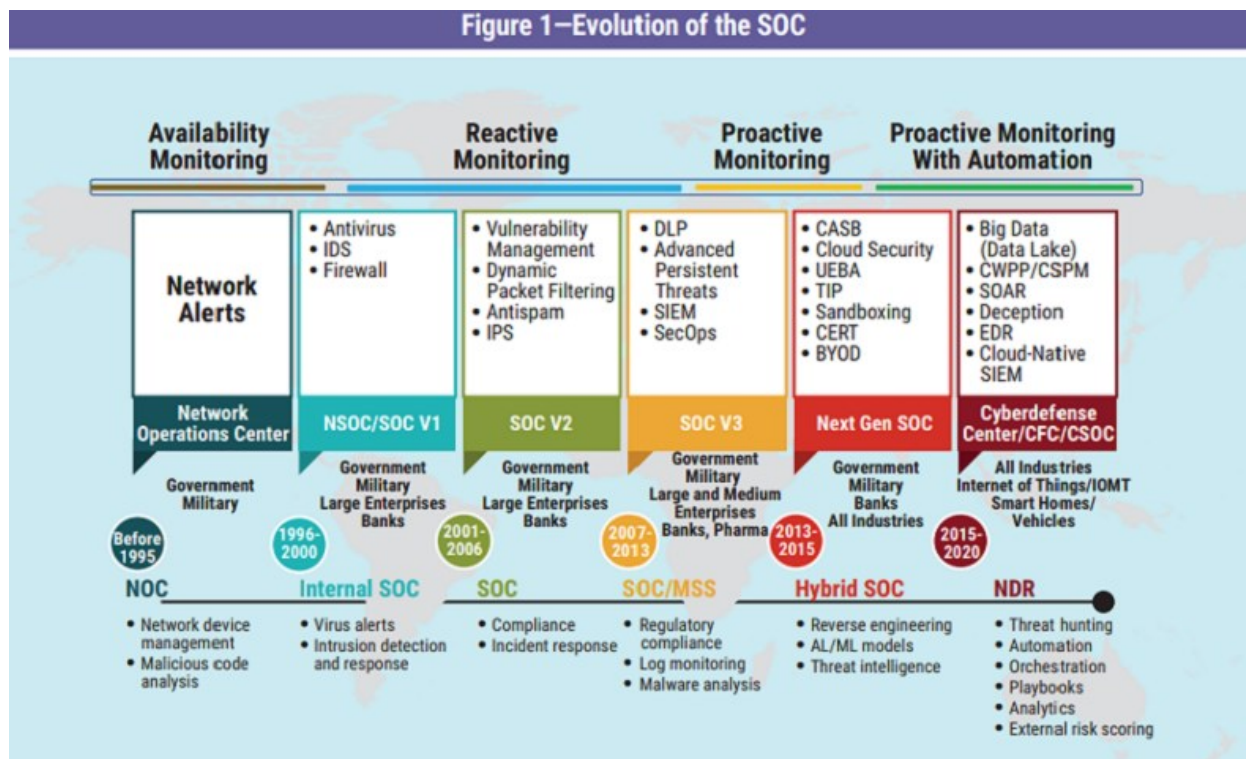 Figure 1—Evolution of the SOC
Availability
Monitoring
Reactive
Monitoring
Proactive
Monitoring
Proactive Monitoring
With Automation
Network
Alerts
• Antivirus
• IDS
• Firewall
• Vulnerability
Management
• Dynamic
Packet Filtering
• Antispam
• IPS
• DLP
• Advanced
Persistent
Threats
• SIEM
• SecOps
• CASB
• Cloud Security
• UEBA
• TIP
• Sandboxing
• CERT
• BYOD
• Big Data
(Data Lake)
• CWPP/CSPM
• SOAR
• Deception
• EDR
• Cloud-Native
SIEM
Network
Operations Center
NSOC/SOC V1
SOC V2
SOC V3
Next Gen SOC
Cyberdefense
Center/CFC/CSOC
Government
Military
Government
Military
Large Enterprises
Banks
Government
Military
Large Enterprises
Banks
Government
Military
Large and Medium
Enterprises
Banks, Pharma
Government
Military
Banks
All Industries
All Industries
Internet of Things/IOMT
Smart Homes/
Vehicles
Before
1995
1996-
2000
2001-
2006
2007-
2013
2013-
2015
2015-
2020
NOC
Internal SOC
SOC
SOC/MSS
Hybrid SOC
NDR
• Network device
management
• Malicious code
analysis
• Virus alerts
• Intrusion detection
and response
• Compliance
• Incident response
• Regulatory
compliance
• Log monitoring
• Malware analysis
• Reverse engineering
• AL/ML models
• Threat intelligence
• Threat hunting
• Automation
• Orchestration
• Playbooks
• Analytics
• External risk scoring